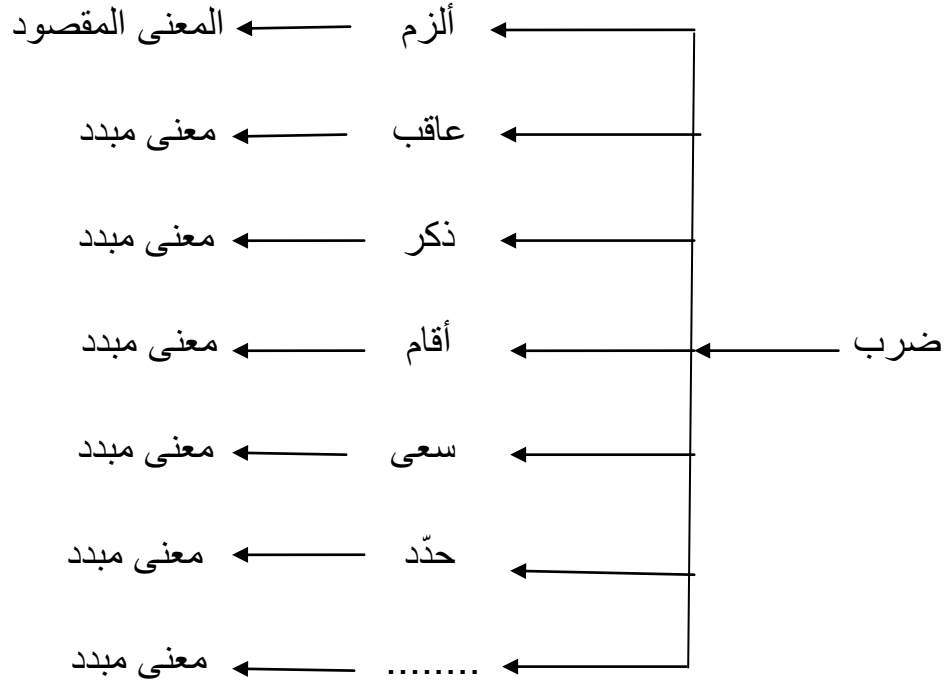 ألزم المعنى المقصود
عاقب معنى مبدد
ذكر معنى مبدد
ضرب أقام معنى مبدد
سعى معنى مبدد
حدّد معنى مبدد
........ معنى مبدد